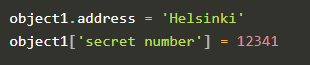 object1.address = 'Helsinki'
object1['secret number'] = 12341